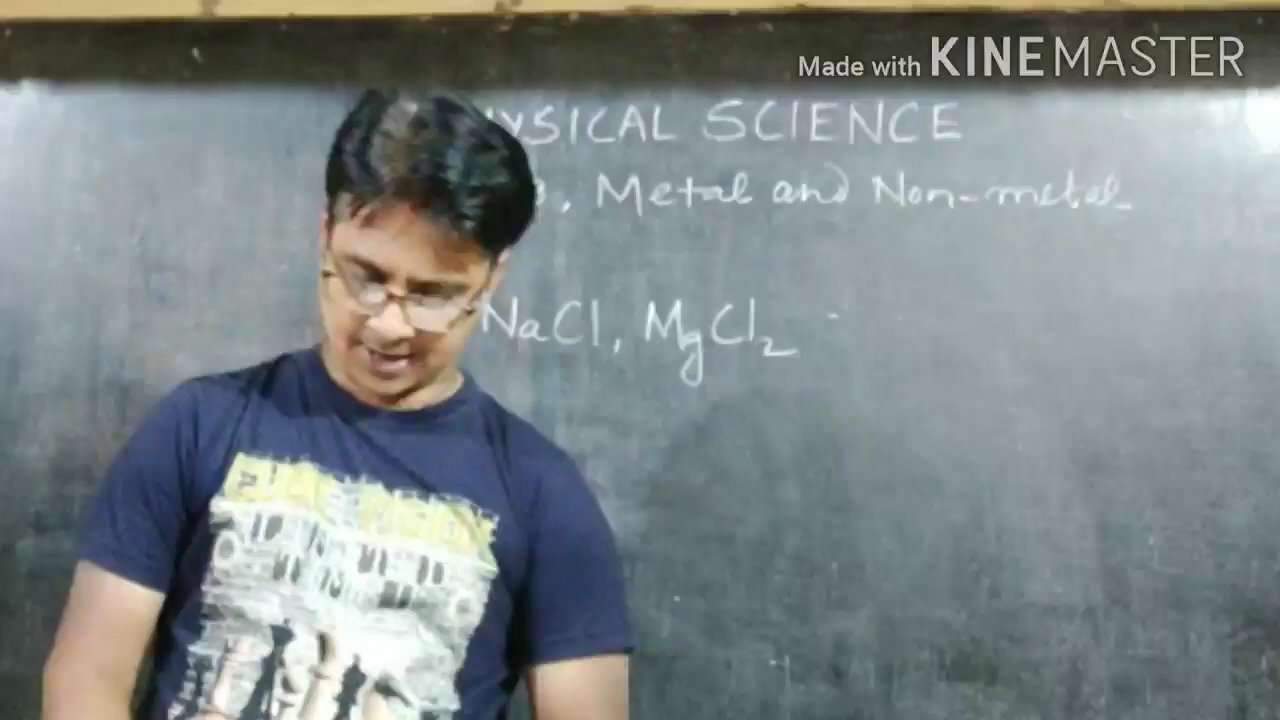 Made with KINEMASTER
YSICAL SCIENCE
Metal and Non-metal
NaCl, MgCl₂